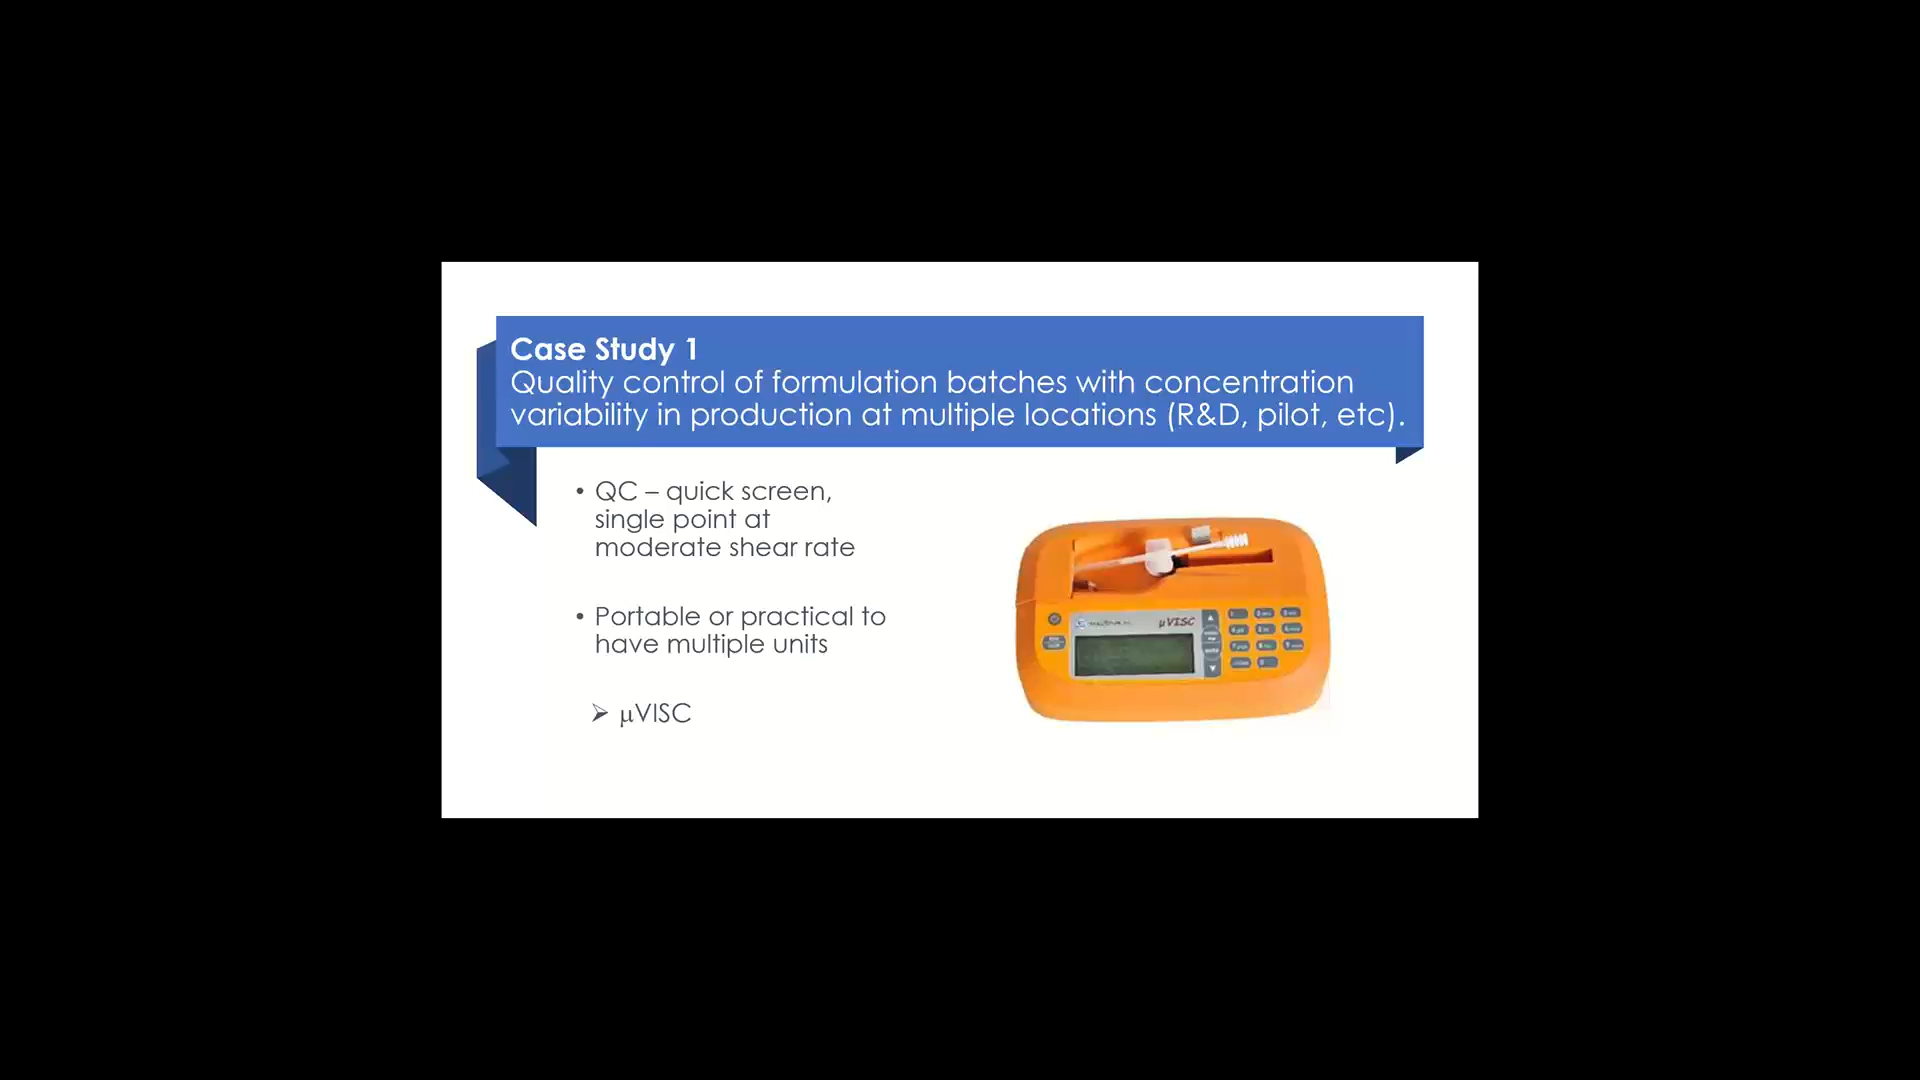 Case Study 1
Quality control of formulation batches with concentration
variability in production at multiple locations (R&D, pilot, etc).
• QC – quick screen,
single point at
moderate shear rate
• Portable or practical to
have multiple units
➢ μVISC
μVISC